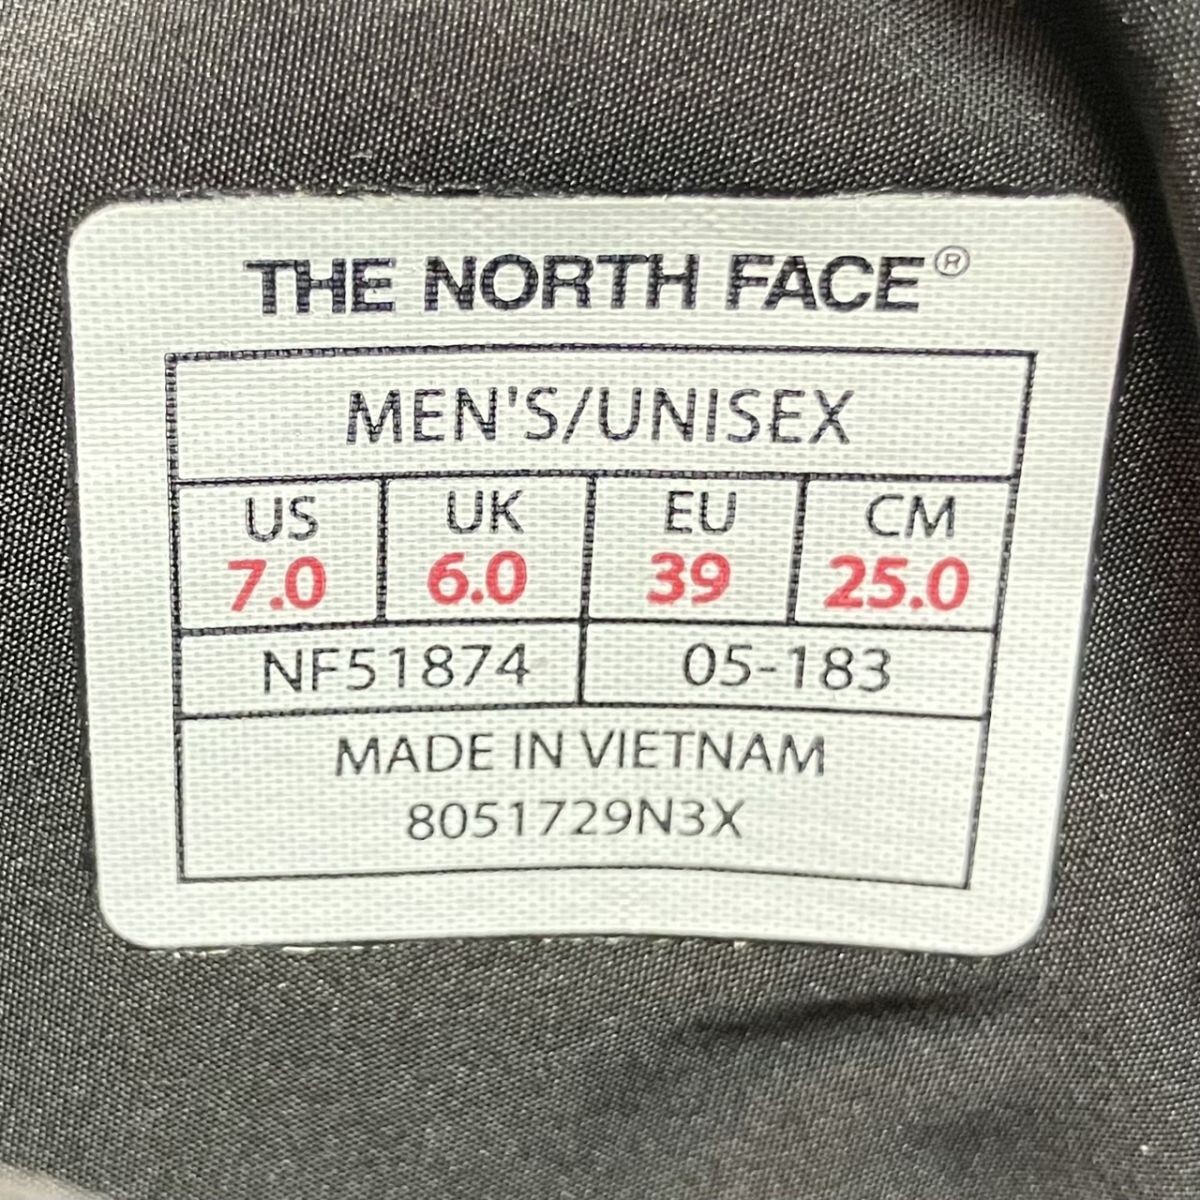 THE NORTH FACE®
MEN'S/UNISEX
US UK EU CM
7.0 6.0 39 25.0
NF51874 05-183
MADE IN VIETNAM
8051729N3X